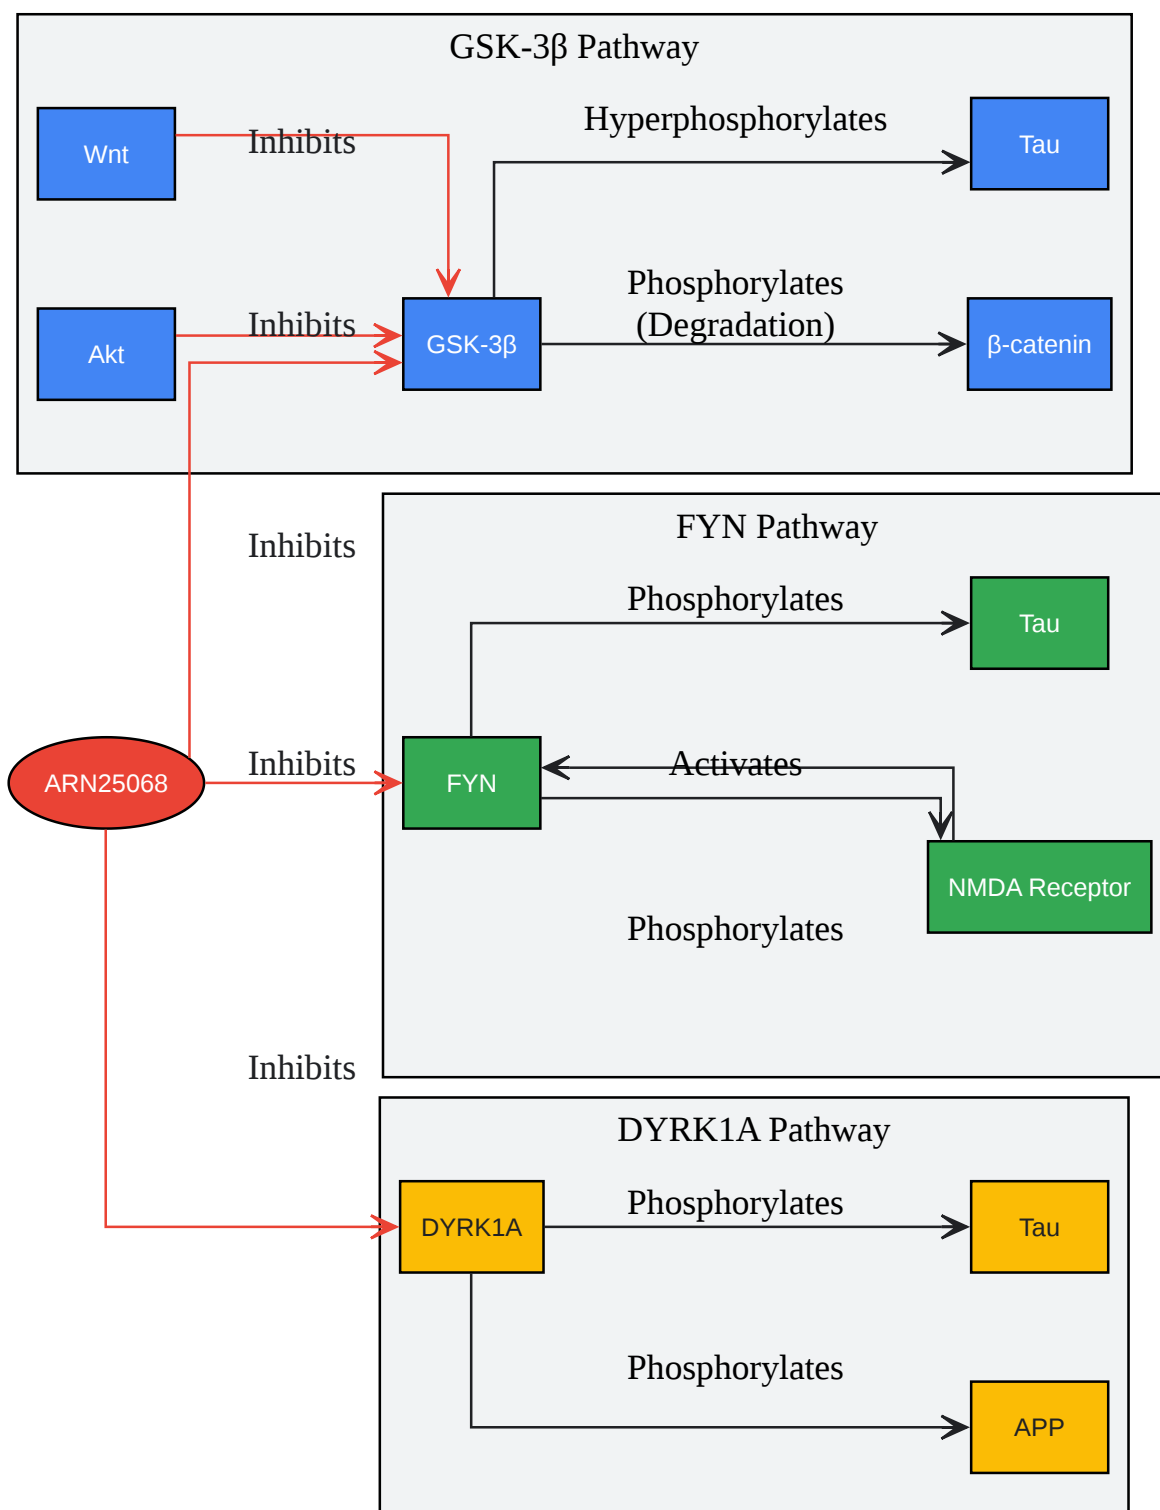 GSK-3β Pathway
Wnt
Inhibits
Hyperphosphorylates
Tau
Akt
Inhibits
GSK-3β
Phosphorylates
(Degradation)
β-catenin
Inhibits
FYN Pathway
Phosphorylates
Tau
ARN25068
Inhibits
FYN
Activates
NMDA Receptor
Phosphorylates
Inhibits
DYRK1A Pathway
DYRK1A
Phosphorylates
Tau
Phosphorylates
APP